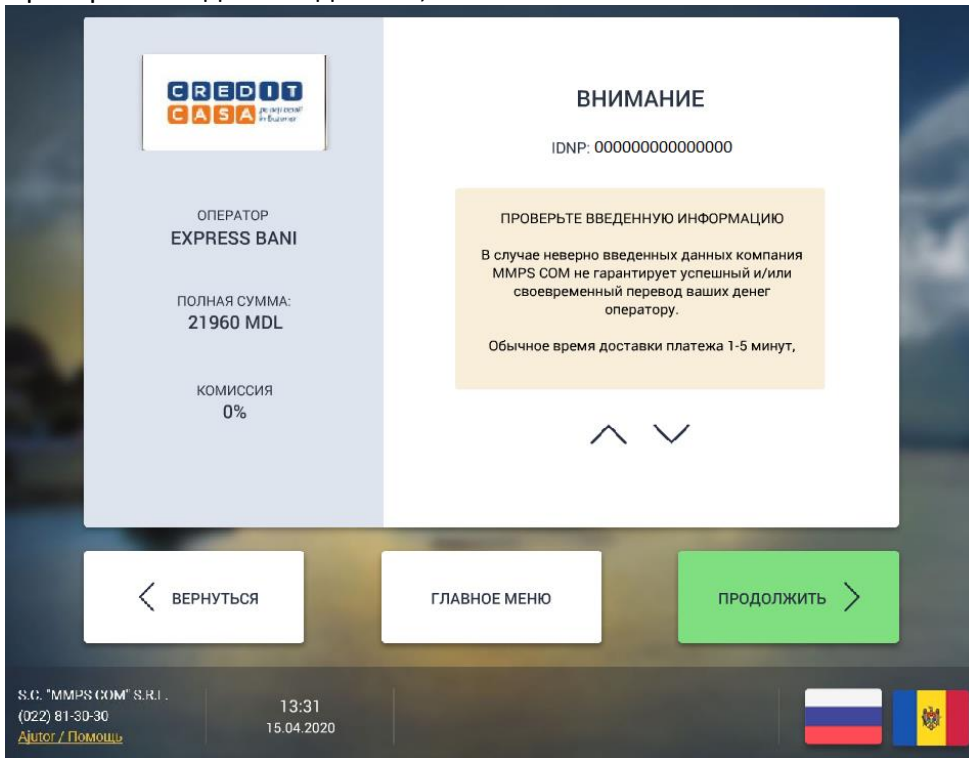 CREDIT
CASA
ВНИМАНИЕ
IDNP: 000000000000000
ОПЕРАТОР
EXPRESS BANI
ПОЛНАЯ СУММА:
21960 MDL
КОМИССИЯ
0%
ПРОВЕРЬТЕ ВВЕДЕННУЮ ИНФОРМАЦИЮ
В случае неверно введенных данных компания
MMPS COM не гарантирует успешный и/или
своевременный перевод ваших денег
оператору.
Обычное время доставки платежа 1-5 минут,
ВЕРНУТЬСЯ
ГЛАВНОЕ МЕНЮ
ПРОДОЛЖИТЬ
S.C. "MMPS COM" S.R.L.
(022) 81-30-30
Ajutor / Помощь
13:31
15.04.2020